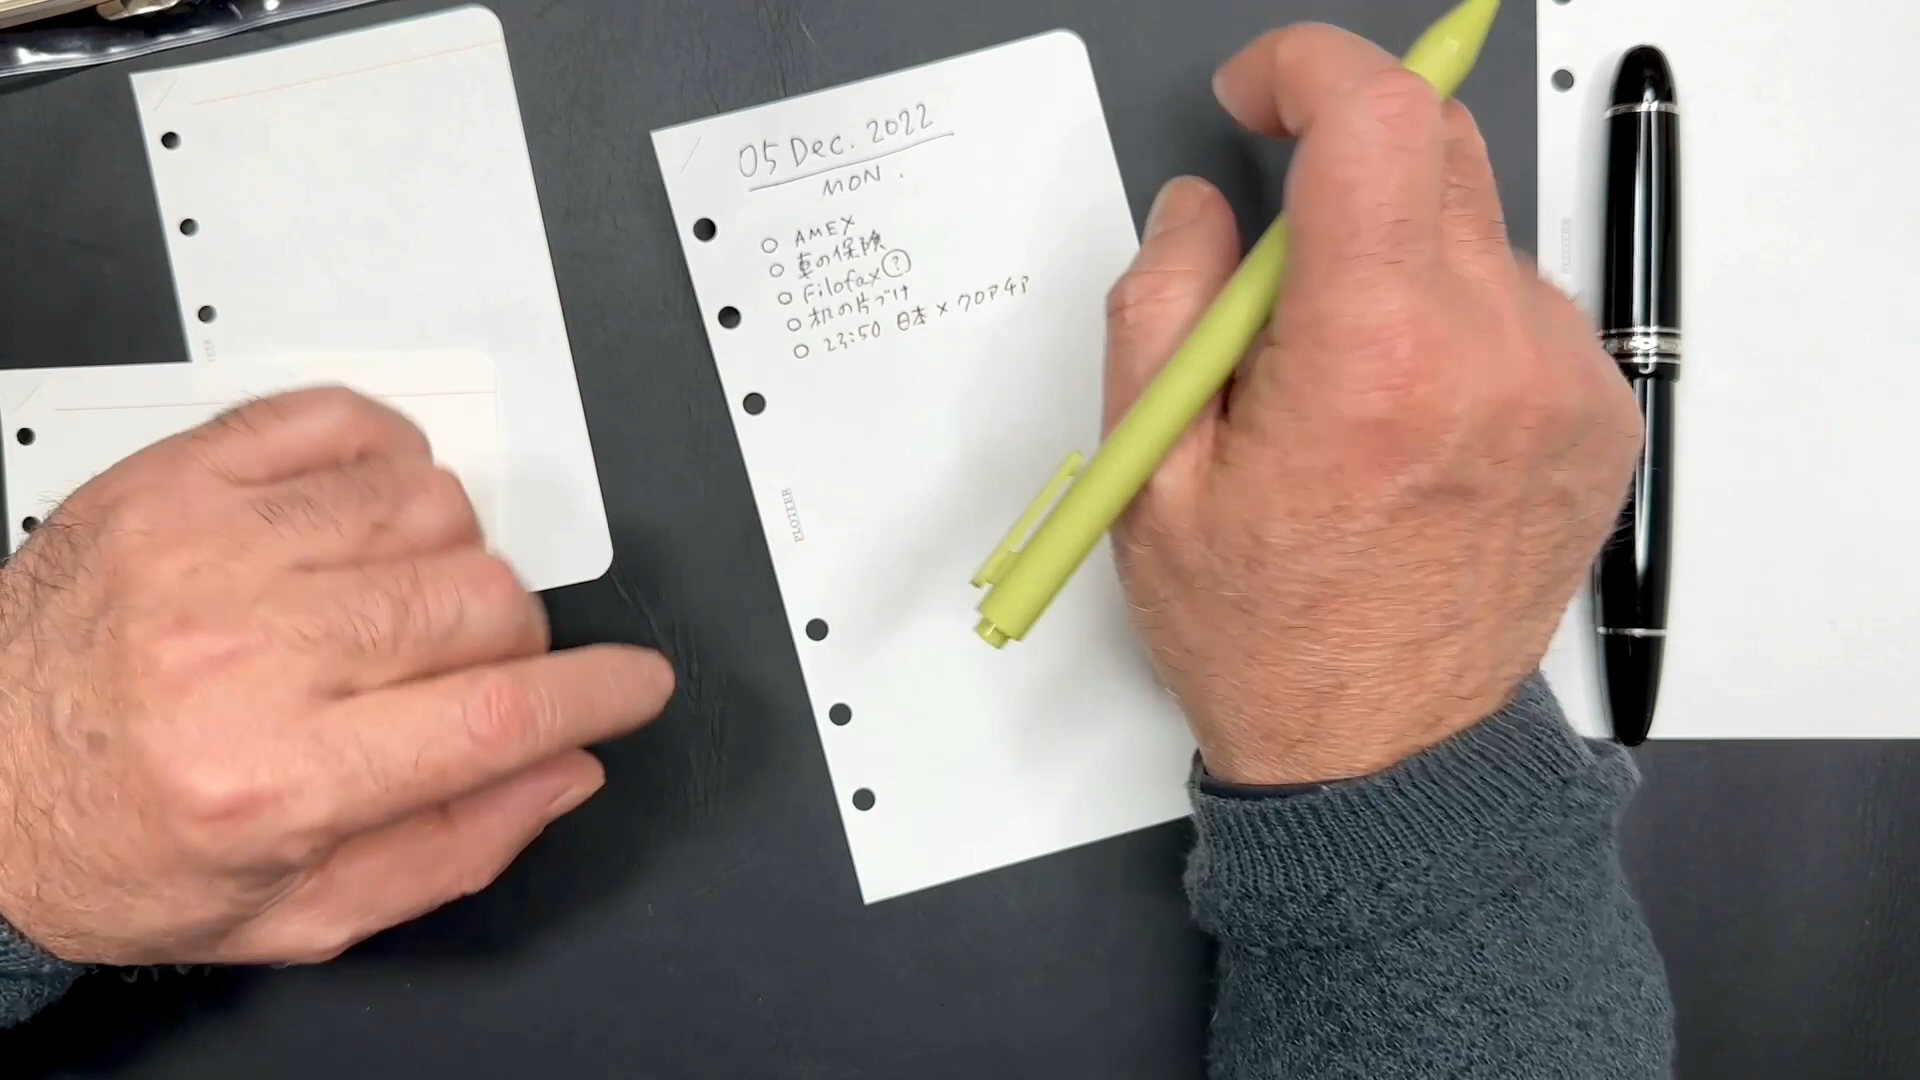 05 Dec. 2022
MON.
○ AMEX
○ 車の保険
○ Filofax ?
○ 机の片づけ
○ 23:50 日本 × クロアチア
PLOTTER